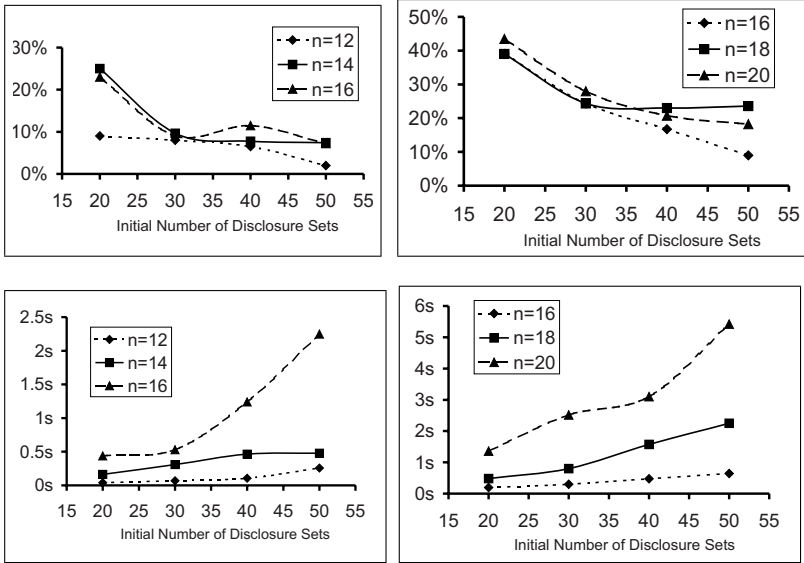 30%
20%
10%
0%
n=12
n=14
n=16
15 20 25 30 35 40 45 50 55
Initial Number of Disclosure Sets
50%
40%
30%
20%
10%
0%
n=16
n=18
n=20
15 20 25 30 35 40 45 50 55
Initial Number of Disclosure Sets
2.5s
2s
1.5s
1s
0.5s
0s
n=12
n=14
n=16
15 20 25 30 35 40 45 50 55
Initial Number of Disclosure Sets
6s
5s
4s
3s
2s
1s
0s
n=16
n=18
n=20
15 20 25 30 35 40 45 50 55
Initial Number of Disclosure Sets